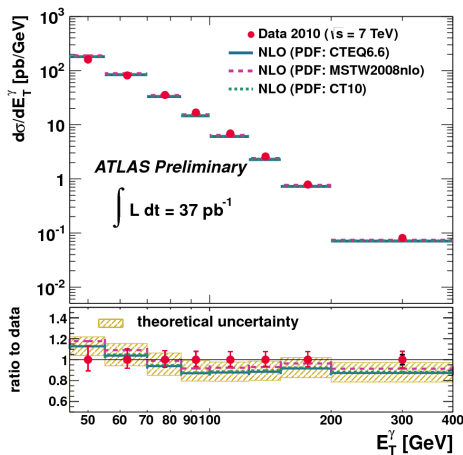 dσ/dE_T^γ [pb/GeV]
10³
10²
10
1
10⁻¹
10⁻²
Data 2010 (√s = 7 TeV)
NLO (PDF: CTEQ6.6)
NLO (PDF: MSTW2008nlo)
NLO (PDF: CT10)
ATLAS Preliminary
∫ L dt = 37 pb⁻¹
ratio to data
1.4
1.2
1
0.8
0.6
theoretical uncertainty
50 60 70 80 90 100 200 300 400
E_T^γ [GeV]